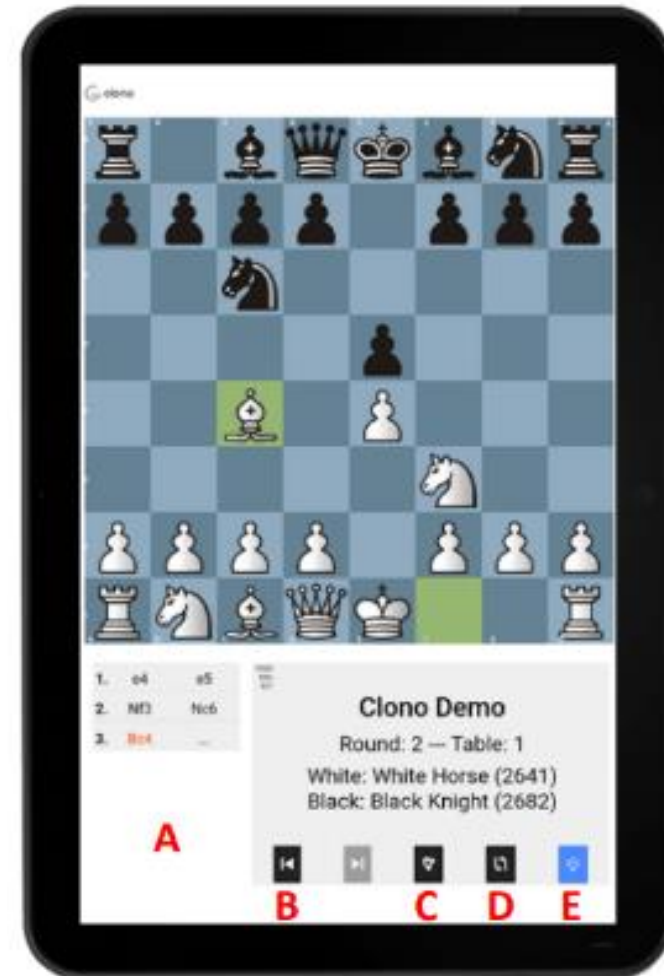 clono
1. e4 e5
2. Nf3 Nc6
3. Bc4 ...
Clono Demo
Round: 2 — Table: 1
White: White Horse (2641)
Black: Black Knight (2682)
A
B C D E